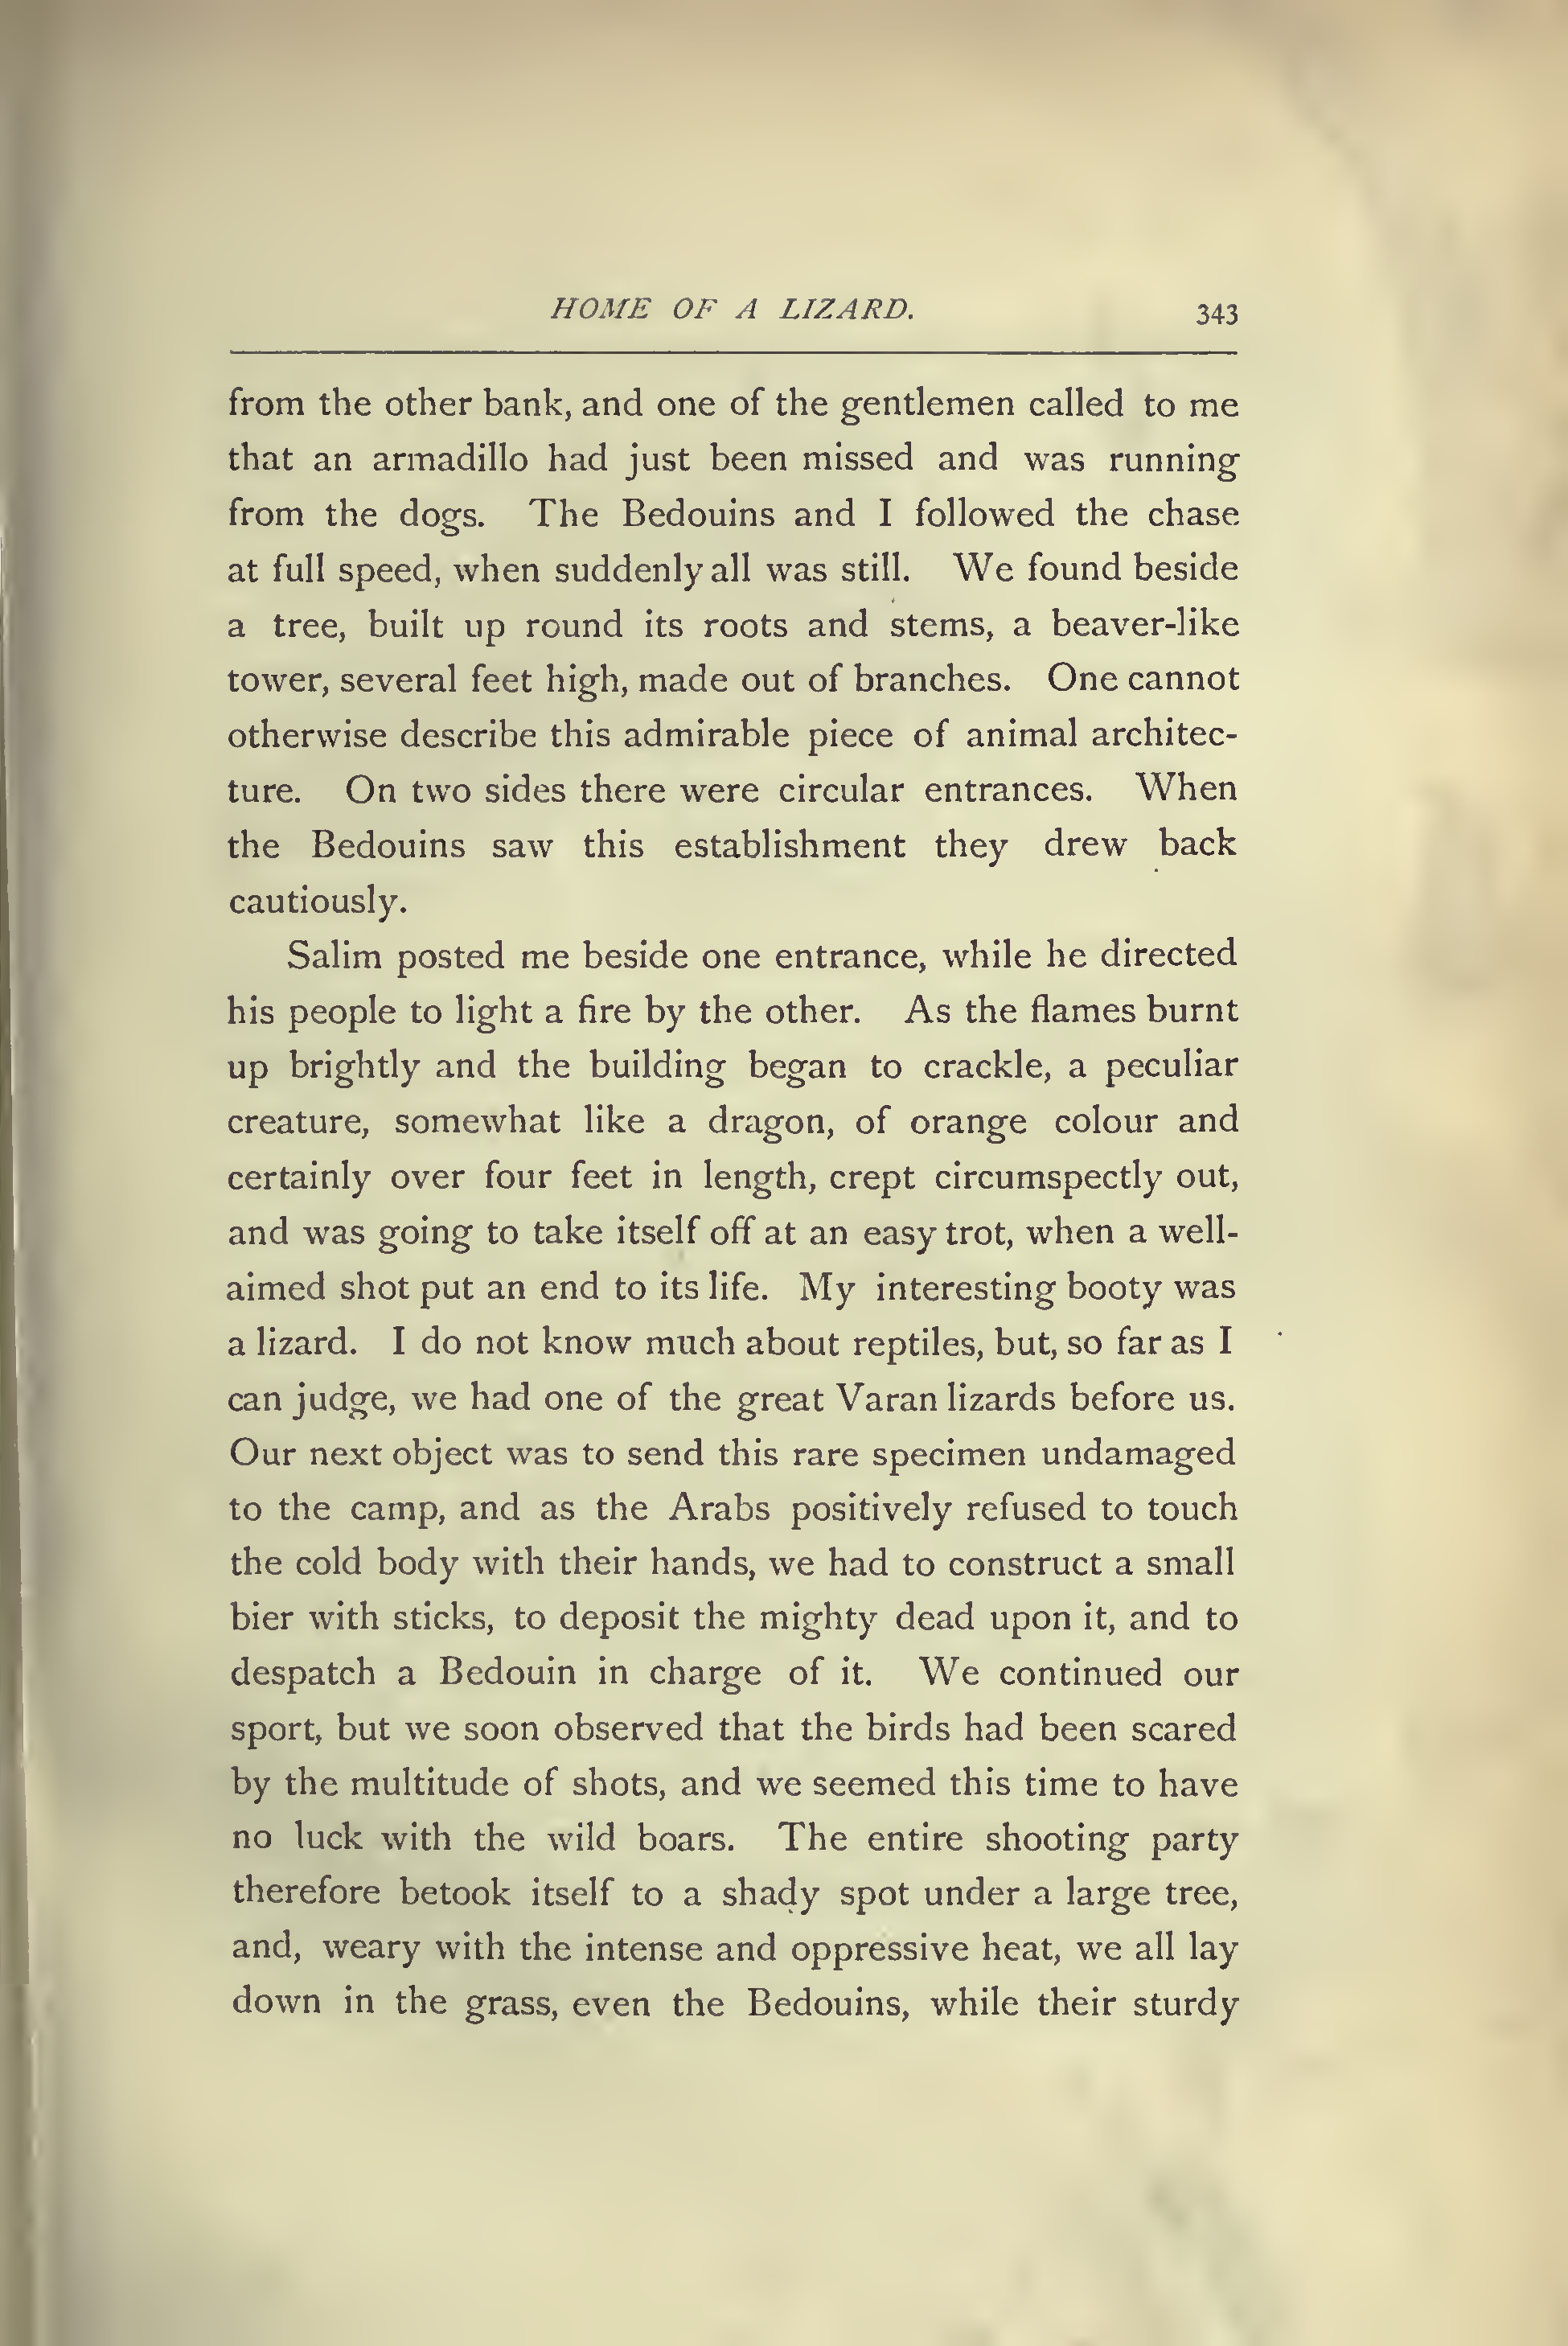 HOME OF A LIZARD. 343
from the other bank, and one of the gentlemen called to me
that an armadillo had just been missed and was running
from the dogs. The Bedouins and I followed the chase
at full speed, when suddenly all was still. We found beside
a tree, built up round its roots and stems, a beaver-like
tower, several feet high, made out of branches. One cannot
otherwise describe this admirable piece of animal architec-
ture. On two sides there were circular entrances. When
the Bedouins saw this establishment they drew back
cautiously.
Salim posted me beside one entrance, while he directed
his people to light a fire by the other. As the flames burnt
up brightly and the building began to crackle, a peculiar
creature, somewhat like a dragon, of orange colour and
certainly over four feet in length, crept circumspectly out,
and was going to take itself off at an easy trot, when a well-
aimed shot put an end to its life. My interesting booty was
a lizard. I do not know much about reptiles, but, so far as I
can judge, we had one of the great Varan lizards before us.
Our next object was to send this rare specimen undamaged
to the camp, and as the Arabs positively refused to touch
the cold body with their hands, we had to construct a small
bier with sticks, to deposit the mighty dead upon it, and to
despatch a Bedouin in charge of it. We continued our
sport, but we soon observed that the birds had been scared
by the multitude of shots, and we seemed this time to have
no luck with the wild boars. The entire shooting party
therefore betook itself to a shady spot under a large tree,
and, weary with the intense and oppressive heat, we all lay
down in the grass, even the Bedouins, while their sturdy